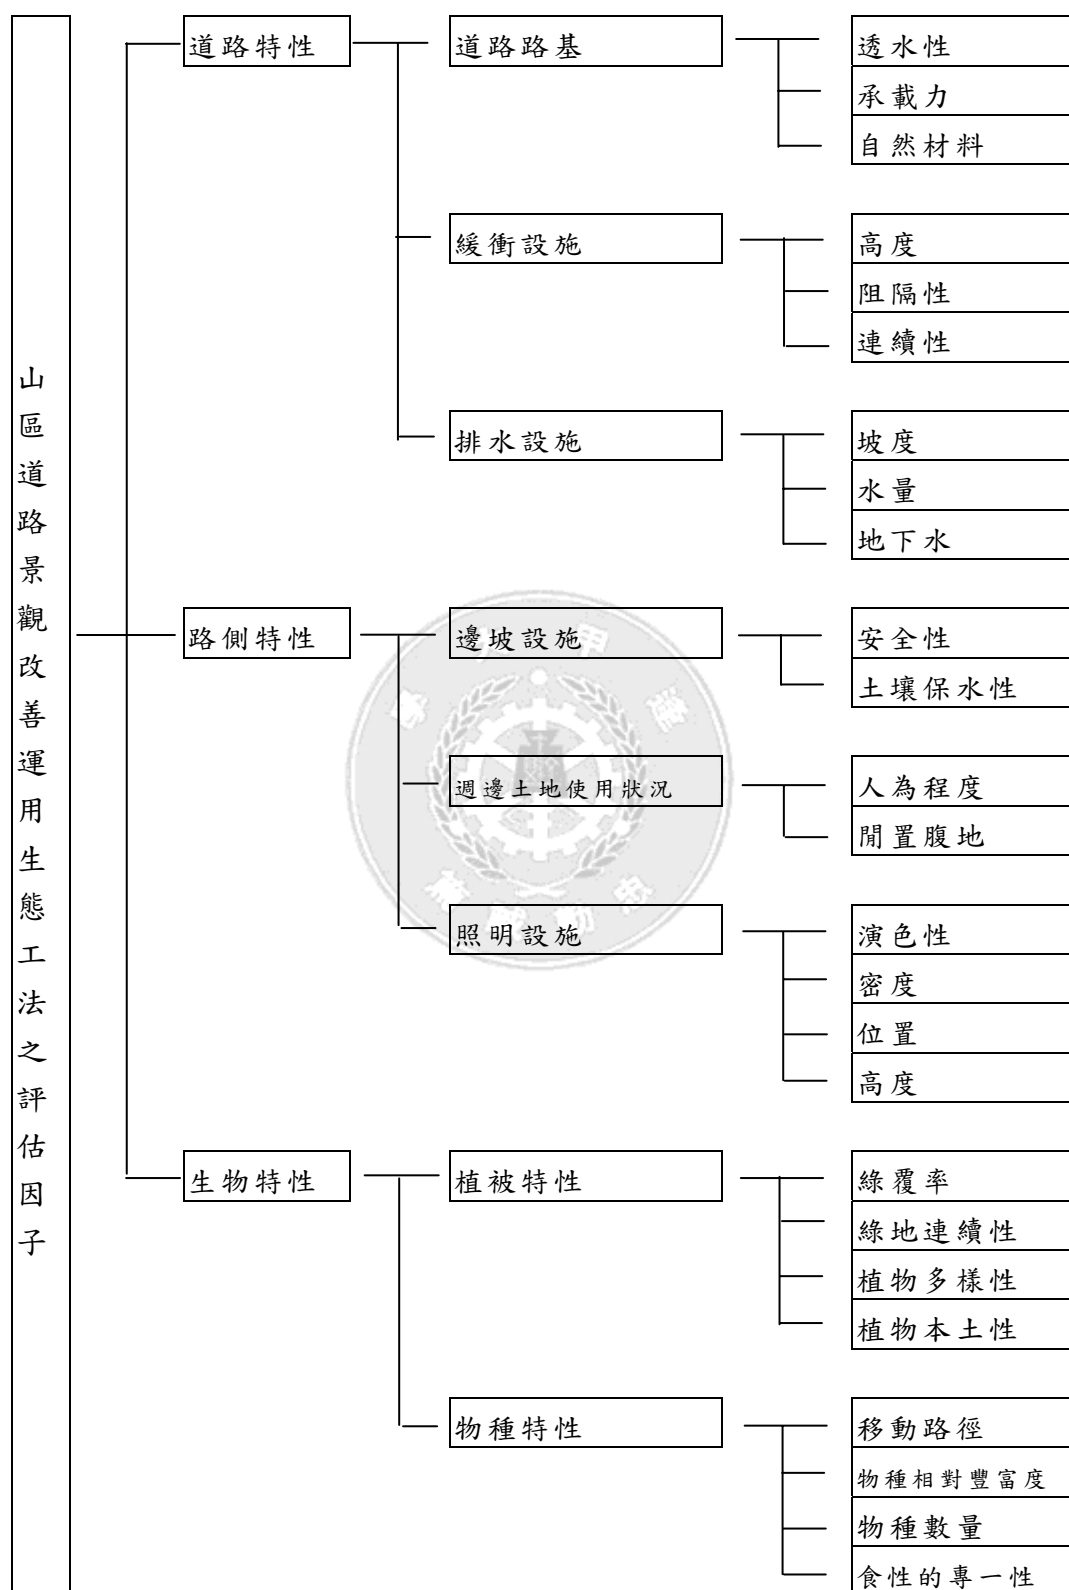 山區道路景觀改善運用生態工法之評估因子
道路特性
道路路基
透水性
承載力
自然材料
緩衝設施
高度
阻隔性
連續性
排水設施
坡度
水量
地下水
路側特性
邊坡設施
安全性
土壤保水性
週邊土地使用狀況
人為程度
閒置腹地
照明設施
演色性
密度
位置
高度
生物特性
植被特性
綠覆率
綠地連續性
植物多樣性
植物本土性
物種特性
移動路徑
物種相對豐富度
物種數量
食性的專一性